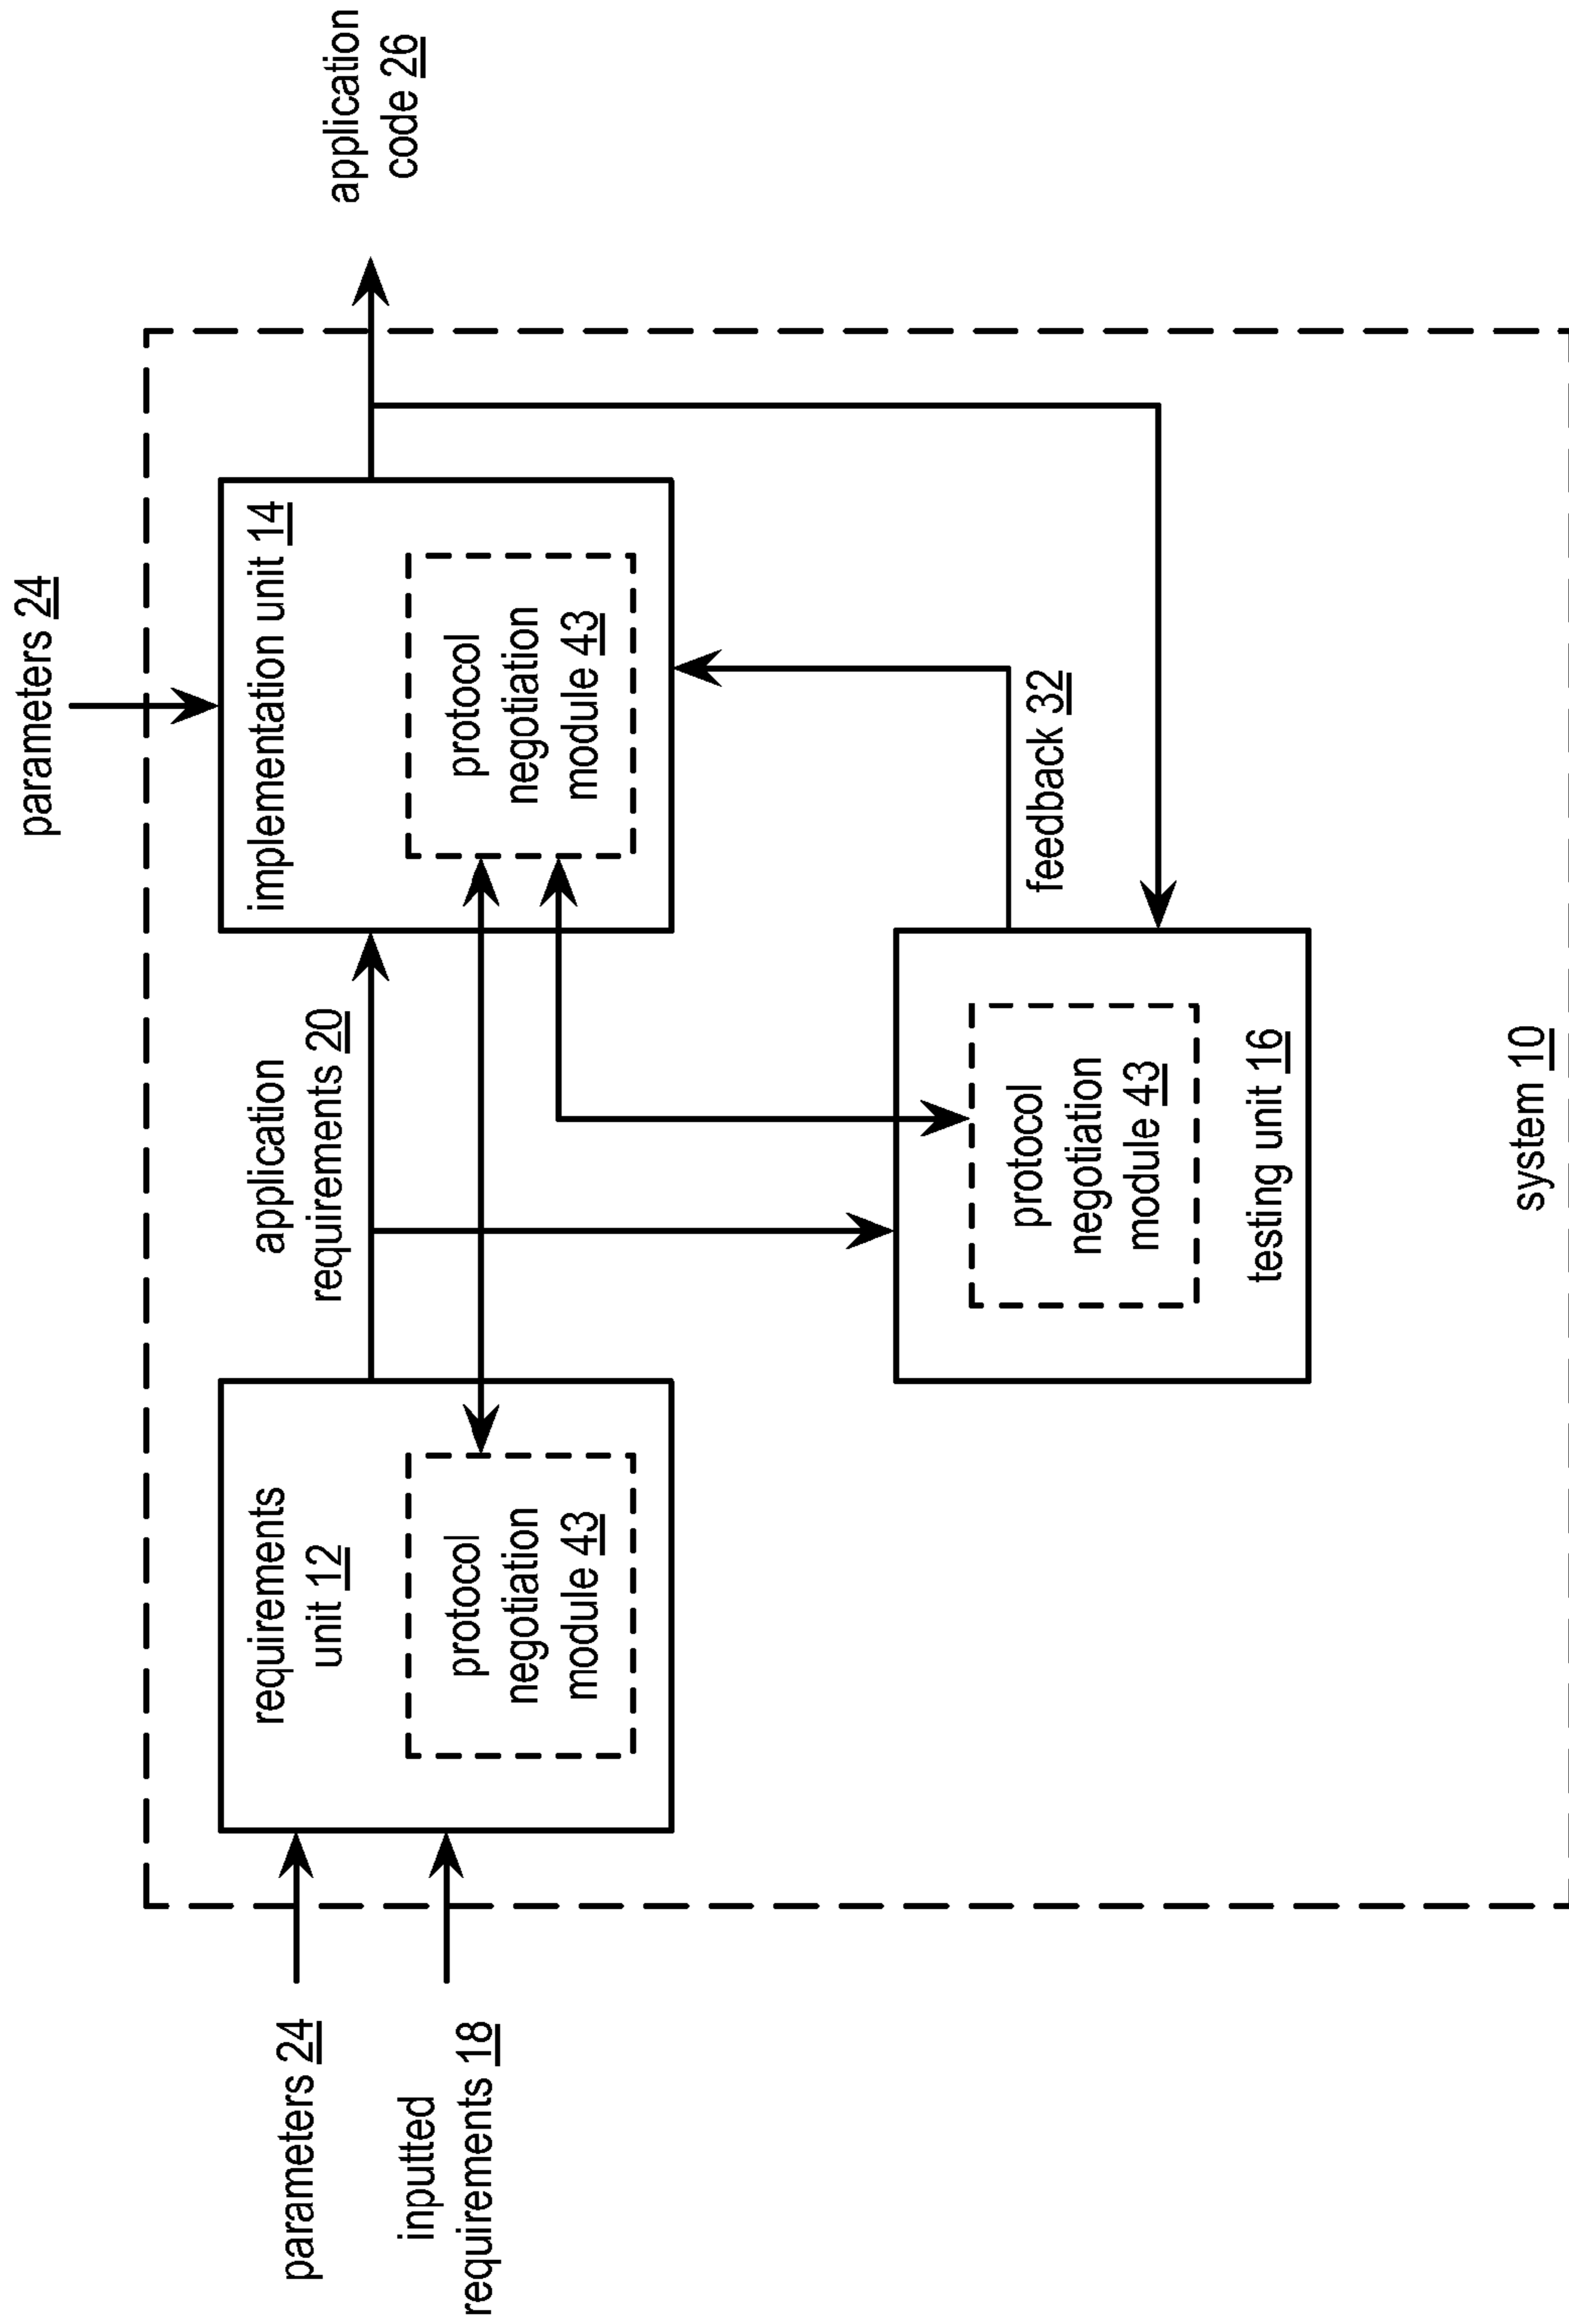 parameters 24
parameters 24
inputted
requirements 18
requirements
unit 12
protocol
negotiation
module 43
application
requirements 20
implementation unit 14
protocol
negotiation
module 43
application
code 26
feedback 32
protocol
negotiation
module 43
testing unit 16
system 10